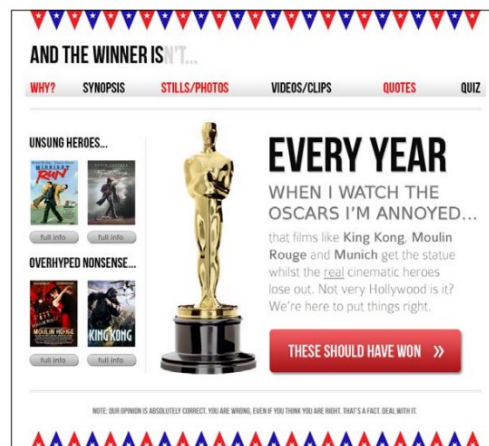 AND THE WINNER ISN'T...
WHY? SYNOPSIS STILLS/PHOTOS VIDEOS/CLIPS QUOTES QUIZ
UNSUNG HEROES...
MIDNIGHT
RUN
full info full info
OVERHYPED NONSENSE...
MOULIN ROUGE
KING KONG
full info full info
EVERY YEAR
WHEN I WATCH THE
OSCARS I'M ANNOYED...
that films like King Kong, Moulin
Rouge and Munich get the statue
whilst the real cinematic heroes
lose out. Not very Hollywood is it?
We're here to put things right.
THESE SHOULD HAVE WON »
NOTE: OUR OPINION IS ABSOLUTELY CORRECT. YOU ARE WRONG, EVEN IF YOU THINK YOU ARE RIGHT. THAT'S A FACT. DEAL WITH IT.